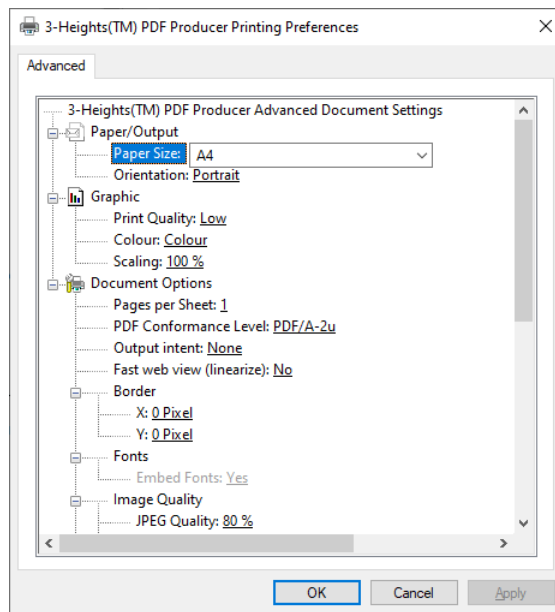 3-Heights(TM) PDF Producer Printing Preferences
Advanced
3-Heights(TM) PDF Producer Advanced Document Settings
Paper/Output
Paper Size: A4
Orientation: Portrait
Graphic
Print Quality: Low
Colour: Colour
Scaling: 100 %
Document Options
Pages per Sheet: 1
PDF Conformance Level: PDF/A-2u
Output intent: None
Fast web view (linearize): No
Border
X: 0 Pixel
Y: 0 Pixel
Fonts
Embed Fonts: Yes
Image Quality
JPEG Quality: 80 %
OK Cancel Apply